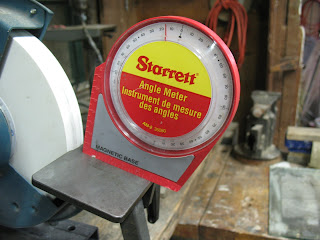 Starrett
Angle Meter
Instrument de mesure
des angles
MAGNETIC BASE